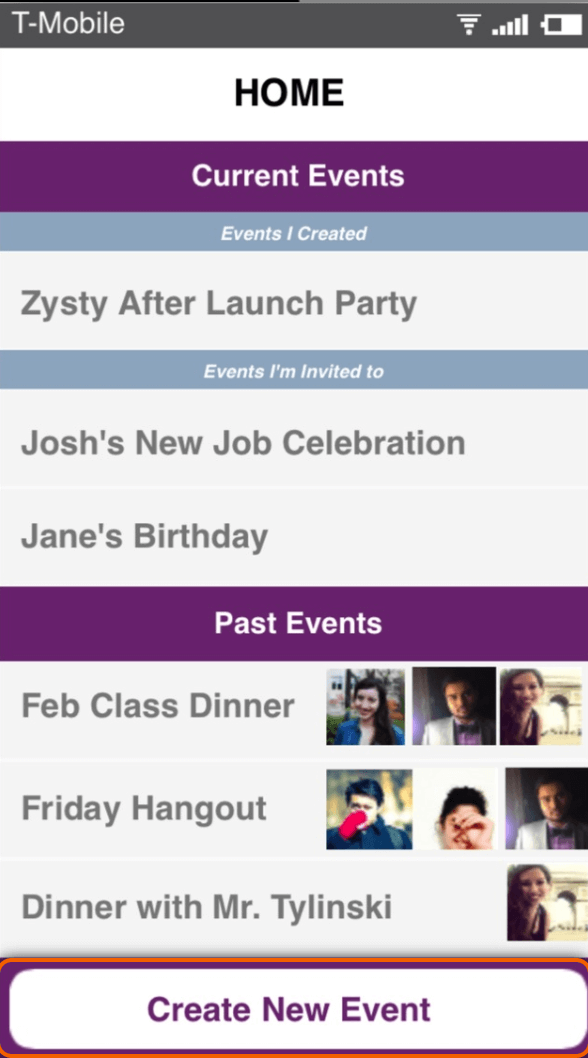 T-Mobile
HOME
Current Events
Events I Created
Zysty After Launch Party
Events I'm Invited to
Josh's New Job Celebration
Jane's Birthday
Past Events
Feb Class Dinner
Friday Hangout
Dinner with Mr. Tylinski
Create New Event